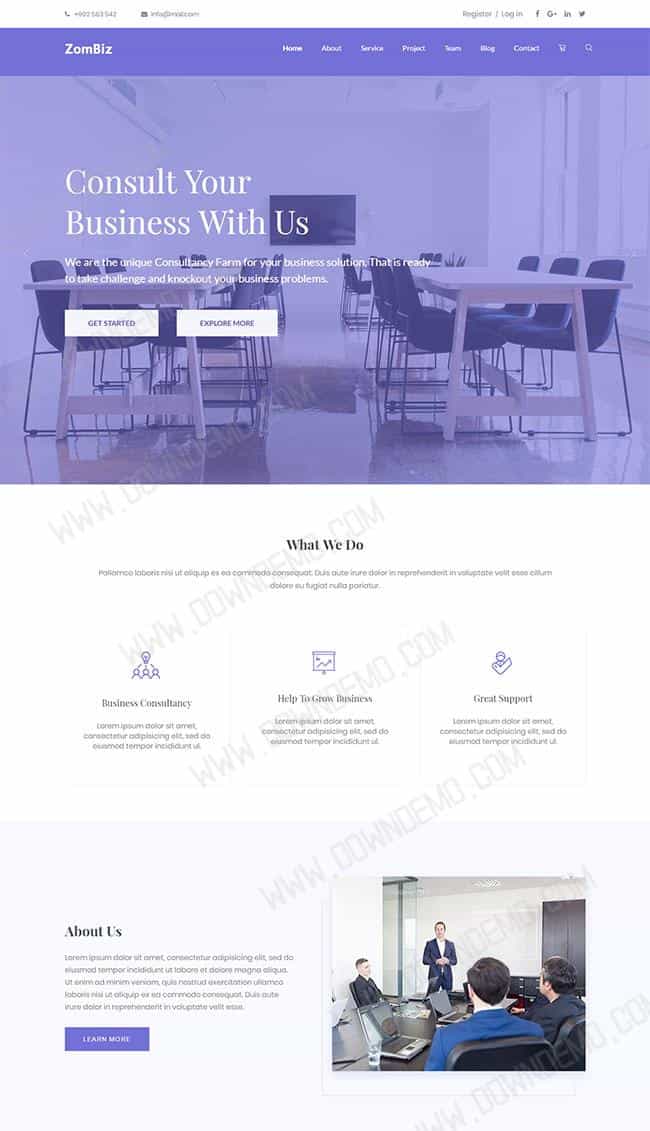 +902 563 542 info@mail.com Register / Log in
ZomBiz Home About Service Project Team Blog Contact
Consult Your
Business With Us
We are the unique Consultancy Farm for your business solution, That is ready
to take challenge and knockout your business problems.
GET STARTED EXPLORE MORE
What We Do
Pallamco laboris nisi ut aliquip ex ea commodo consequat. Duis aute irure dolor in reprehenderit in voluptate velit esse cillum
dolore eu fugiat nulla pariatur.
Business Consultancy
Lorem ipsum dolor sit amet,
consectetur adipisicing elit, sed do
eiusmod tempor incididunt ul.
Help To Grow Business
Lorem ipsum dolor sit amet,
consectetur adipisicing elit, sed do
eiusmod tempor incididunt ul.
Great Support
Lorem ipsum dolor sit amet,
consectetur adipisicing elit, sed do
eiusmod tempor incididunt ul.
About Us
Lorem ipsum dolor sit amet, consectetur adipisicing elit, sed do
eiusmod tempor incididunt ut labore et dolore magna aliqua.
Ut enim ad minim veniam, quis nostrud exercitation ullamco
laboris nisi ut aliquip ex ea commodo consequat. Duis aute
irure dolor in reprehenderit in voluptate velit esse.
LEARN MORE
WWW.DOWNDEMO.COM
WWW.DOWNDEMO.COM
WWW.DOWNDEMO.COM
WWW.DOWNDEMO.COM